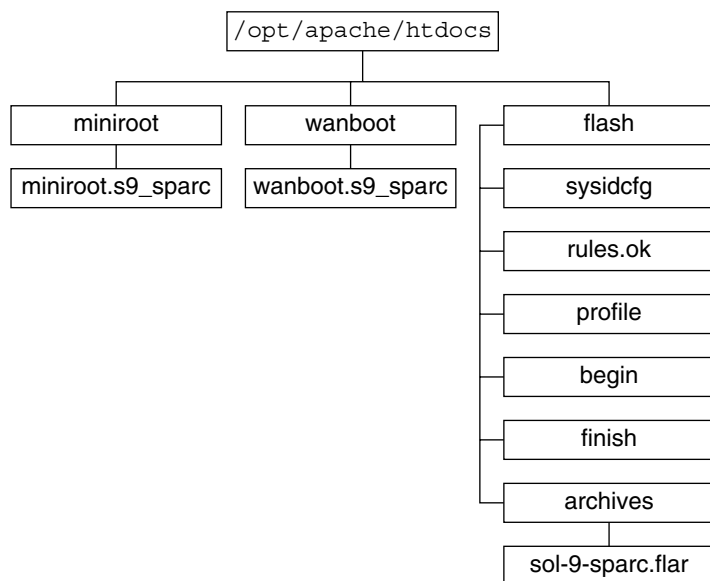 /opt/apache/htdocs
miniroot
wanboot
flash
miniroot.s9_sparc
wanboot.s9_sparc
sysidcfg
rules.ok
profile
begin
finish
archives
sol-9-sparc.flar